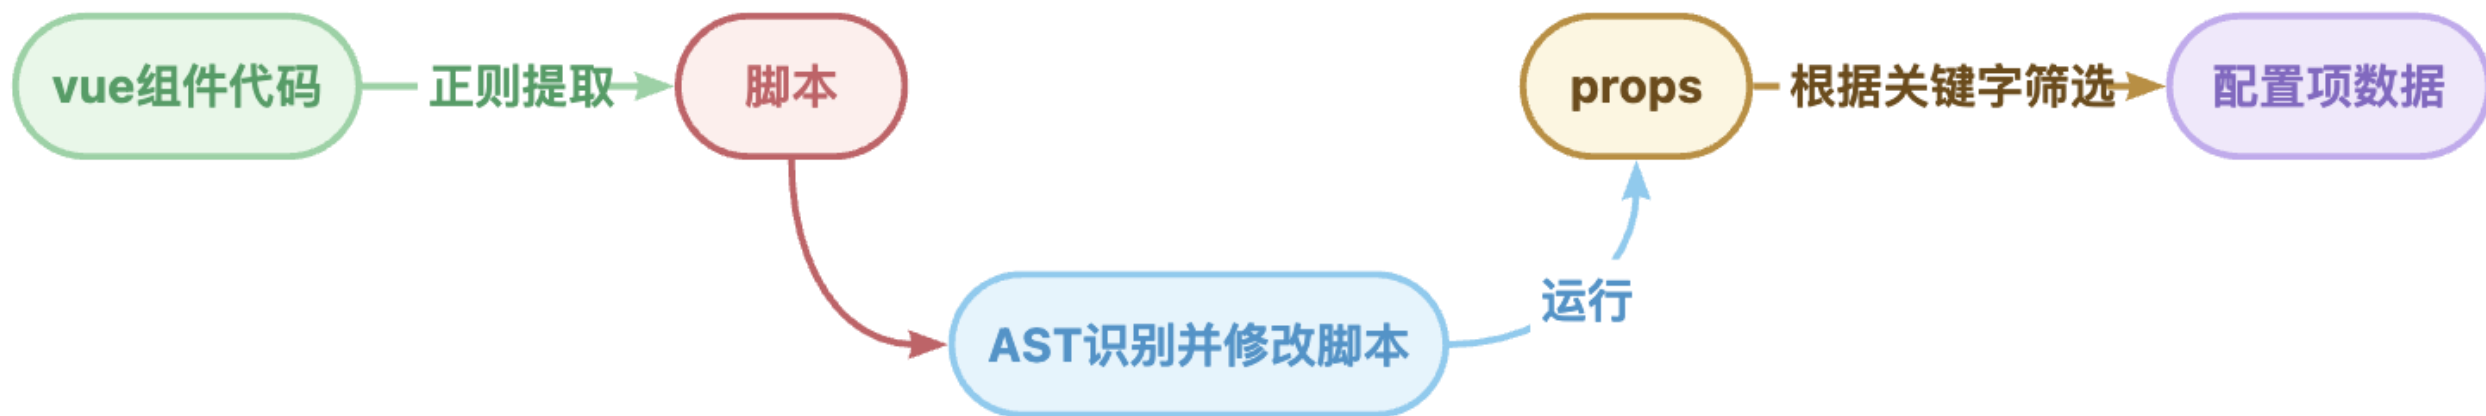 vue组件代码
正则提取
脚本
AST识别并修改脚本
运行
props
根据关键字筛选
配置项数据